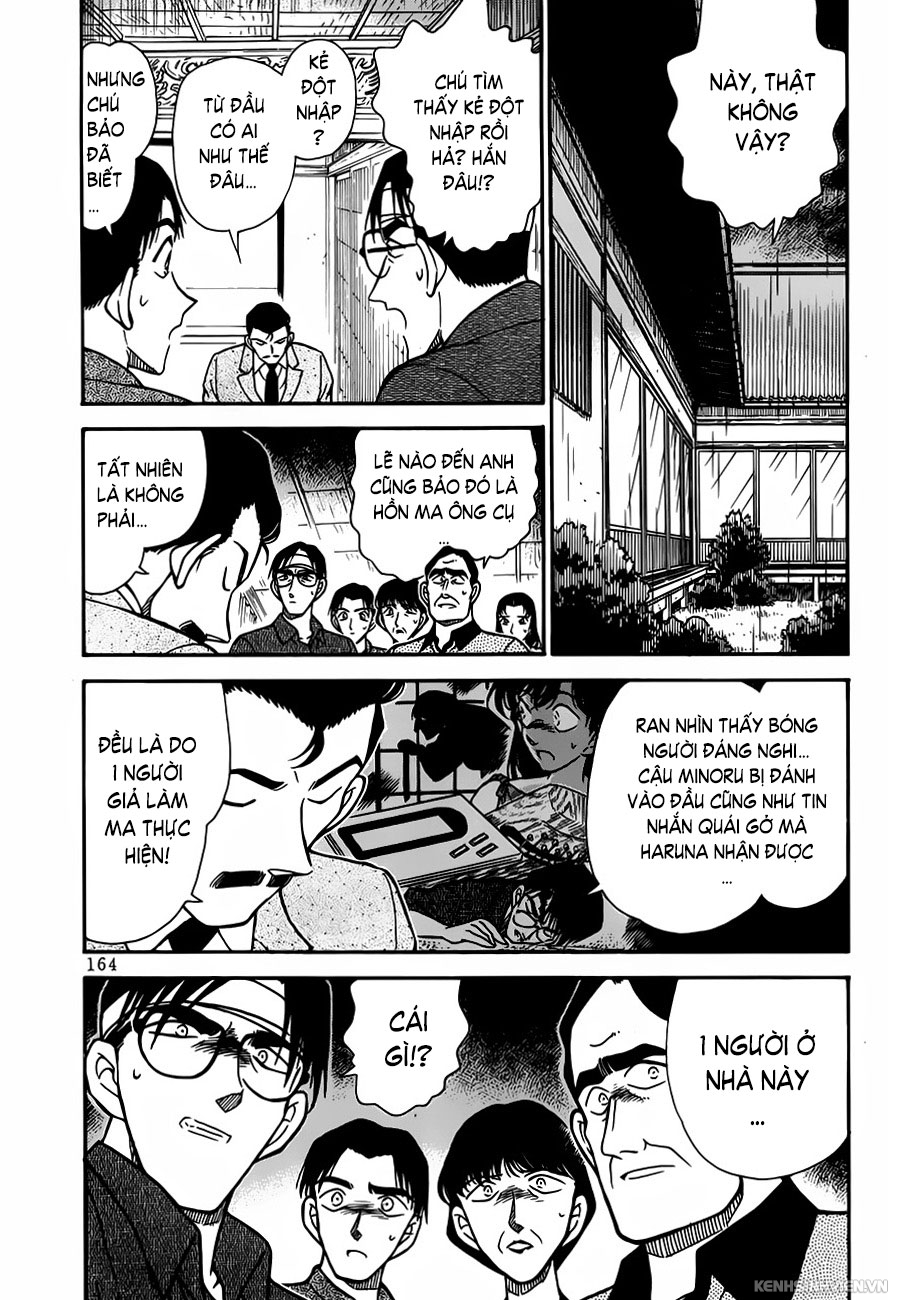 NÀY, THẬT
KHÔNG
VẬY?
CHÚ TÌM
THẤY KẺ ĐỘT
NHẬP RỒI
HẢ? HẮN
ĐÂU!?
KẺ
ĐỘT
NHẬP
?
TỪ ĐẦU
CÓ AI
NHƯ THẾ
ĐÂU...
NHƯNG
CHÚ
BẢO
ĐÃ
BIẾT
...
LẼ NÀO ĐẾN ANH
CŨNG BẢO ĐÓ LÀ
HỒN MA ÔNG CỤ
...
TẤT NHIÊN
LÀ KHÔNG
PHẢI...
RAN NHÌN THẤY BÓNG
NGƯỜI ĐÁNG NGHI...
CẬU MINORU BỊ ĐÁNH
VÀO ĐẦU CŨNG NHƯ TIN
NHẮN QUÁI GỞ MÀ
HARUNA NHẬN ĐƯỢC
...
ĐỀU LÀ DO
1 NGƯỜI
GIẢ LÀM
MA THỰC
HIỆN!
164
1 NGƯỜI Ở
NHÀ NÀY
...
CÁI
GÌ!?